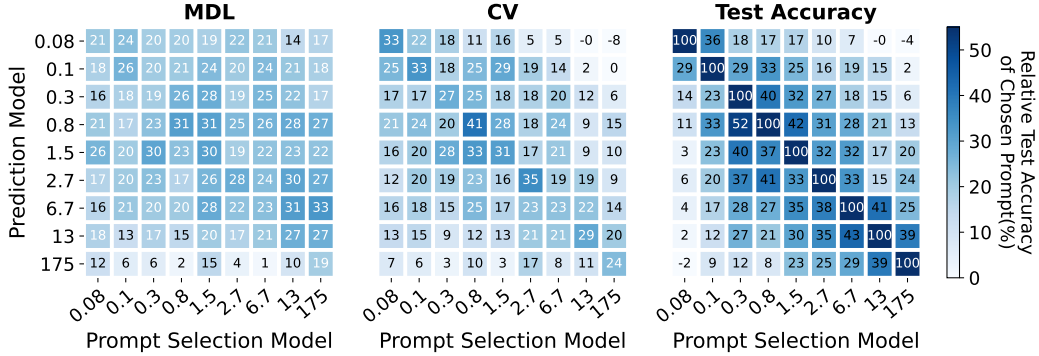 MDL CV Test Accuracy
0.08 21 24 20 20 19 22 21 14 17 33 22 18 11 16 5 5 -0 -8 100 36 18 17 17 10 7 -0 -4
0.1 18 26 20 21 24 20 24 21 18 25 33 18 25 29 19 14 2 0 29 100 29 33 25 16 19 15 2
0.3 16 18 19 26 28 19 25 22 17 17 17 27 25 18 18 20 12 6 14 23 100 40 32 27 18 15 6
0.8 21 17 23 31 31 25 26 28 27 21 24 20 41 28 18 24 9 15 11 33 52 100 42 31 28 21 13
1.5 26 20 30 23 30 19 22 23 22 16 20 28 33 31 17 21 9 10 3 23 40 37 100 32 32 17 20
2.7 17 20 23 17 26 28 24 30 27 12 20 19 23 16 35 19 19 9 6 20 37 41 33 100 33 15 24
6.7 16 21 20 20 28 22 23 31 33 16 18 15 25 17 23 23 22 14 4 17 28 27 35 38 100 41 25
13 18 13 17 15 20 17 21 27 27 13 15 9 12 13 21 21 29 20 2 12 27 21 30 35 43 100 39
175 12 6 6 2 15 4 1 10 19 7 6 3 10 3 17 8 11 24 -2 9 12 8 23 25 29 39 100
0.08 0.1 0.3 0.8 1.5 2.7 6.7 13 175 0.08 0.1 0.3 0.8 1.5 2.7 6.7 13 175 0.08 0.1 0.3 0.8 1.5 2.7 6.7 13 175
Prompt Selection Model Prompt Selection Model Prompt Selection Model
Prediction Model
50
40
30
20
10
0
Relative Test Accuracy
of Chosen Prompt(%)